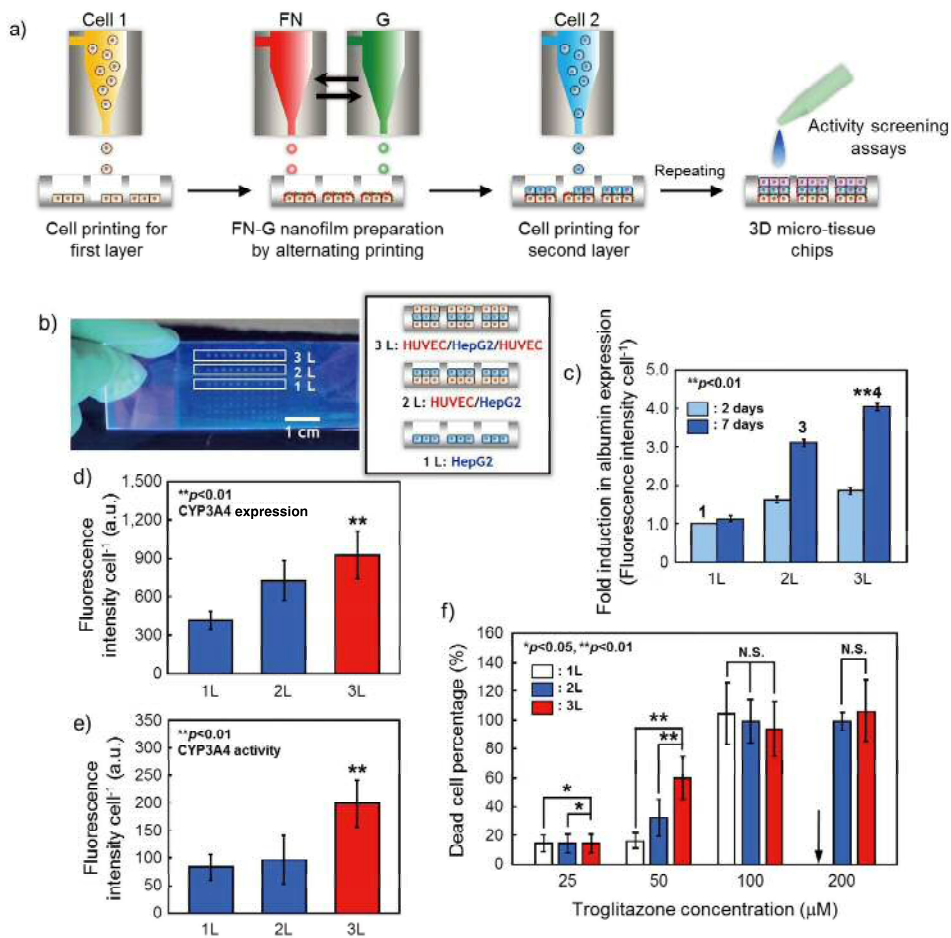 a)
Cell 1
FN
G
Cell 2
Activity screening
assays
Repeating
Cell printing for
first layer
FN-G nanofilm preparation
by alternating printing
Cell printing for
second layer
3D micro-tissue
chips
b)
3 L
2 L
1 L
1 cm
3 L: HUVEC/HepG2/HUVEC
2 L: HUVEC/HepG2
1 L: HepG2
c)
Fold induction in albumin expression
(Fluorescence intensity cell⁻¹)
**p<0.01
: 2 days
: 7 days
4.0
3.0
2.0
1.0
0
1
3
**4
1L
2L
3L
d)
Fluorescence
intensity cell⁻¹ (a.u.)
1,500
1,200
900
600
300
0
**p<0.01
CYP3A4 expression
**
1L
2L
3L
e)
Fluorescence
intensity cell⁻¹ (a.u.)
350
300
250
200
150
100
50
0
**p<0.01
CYP3A4 activity
**
1L
2L
3L
f)
Dead cell percentage (%)
160
140
120
100
80
60
40
20
0
*p<0.05, **p<0.01
: 1L
: 2L
: 3L
*
*
**
**
N.S.
N.S.
25
50
100
200
Troglitazone concentration (µM)